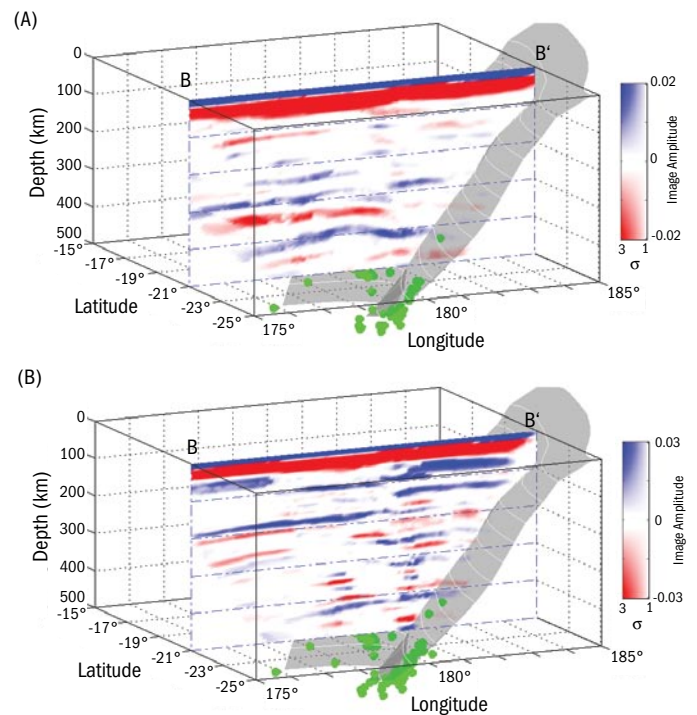 (A)
0
100
200
300
400
500
Depth (km)
B
B‘
-15°
-17°
-19°
-21°
-23°
-25°
Latitude
175°
180°
185°
Longitude
0.02
0
-0.02
Image Amplitude
3 1
σ
(B)
0
100
200
300
400
500
Depth (km)
B
B‘
-15°
-17°
-19°
-21°
-23°
-25°
Latitude
175°
180°
185°
Longitude
0.03
0
-0.03
Image Amplitude
3 1
σ